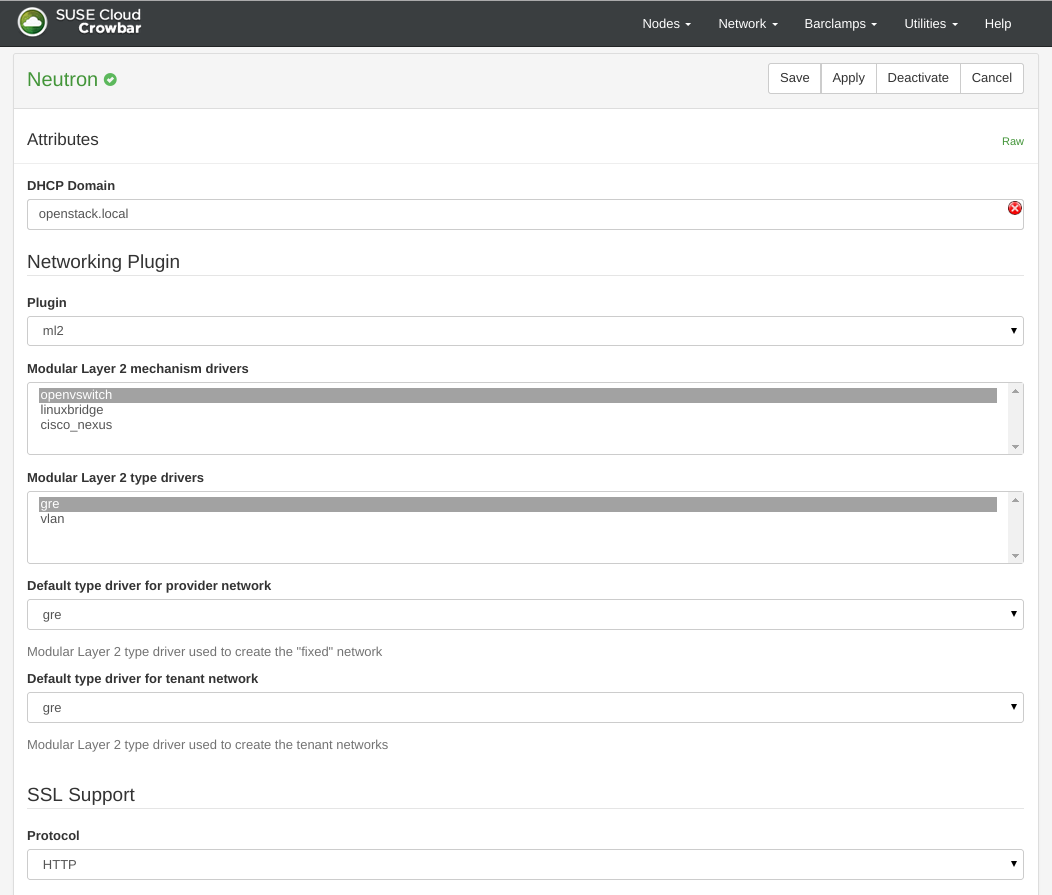 SUSE Cloud
Crowbar
Nodes Network Barclamps Utilities Help
Neutron
Save Apply Deactivate Cancel
Attributes Raw
DHCP Domain
openstack.local
Networking Plugin
Plugin
ml2
Modular Layer 2 mechanism drivers
openvswitch
linuxbridge
cisco_nexus
Modular Layer 2 type drivers
gre
vlan
Default type driver for provider network
gre
Modular Layer 2 type driver used to create the "fixed" network
Default type driver for tenant network
gre
Modular Layer 2 type driver used to create the tenant networks
SSL Support
Protocol
HTTP